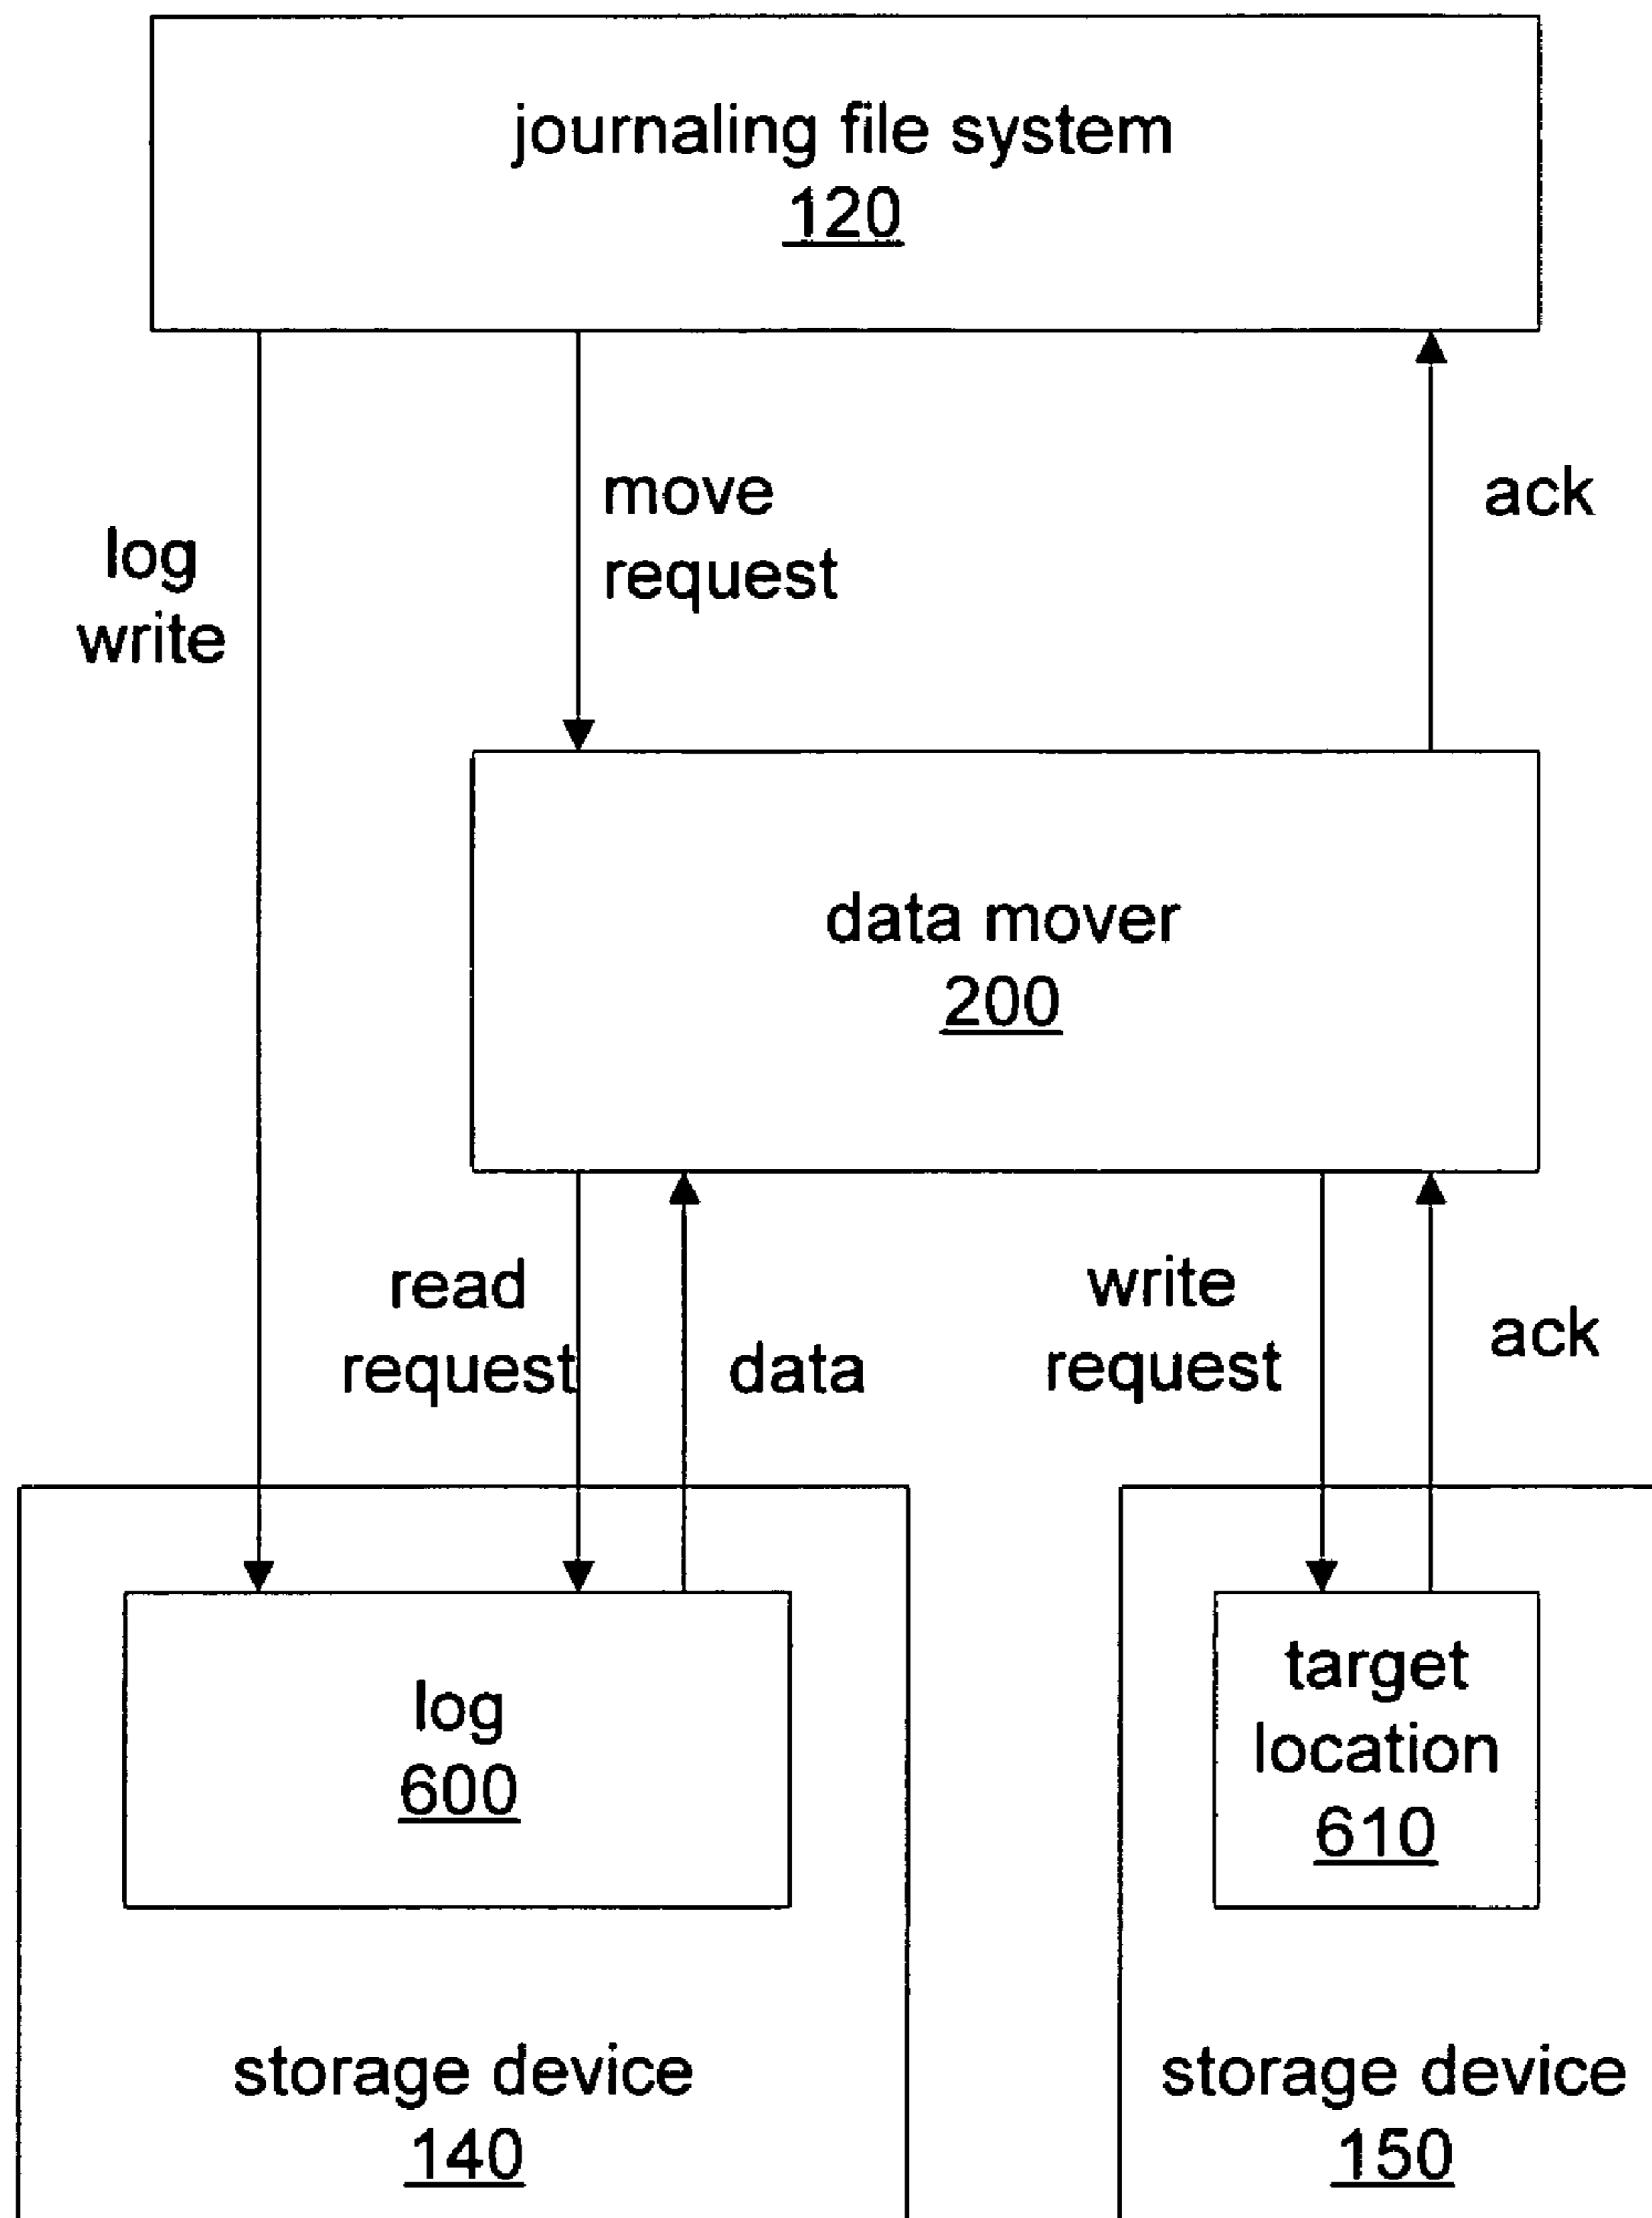 journaling file system
120
log
write
move
request
ack
data mover
200
read
request
data
write
request
ack
log
600
target
location
610
storage device
140
storage device
150